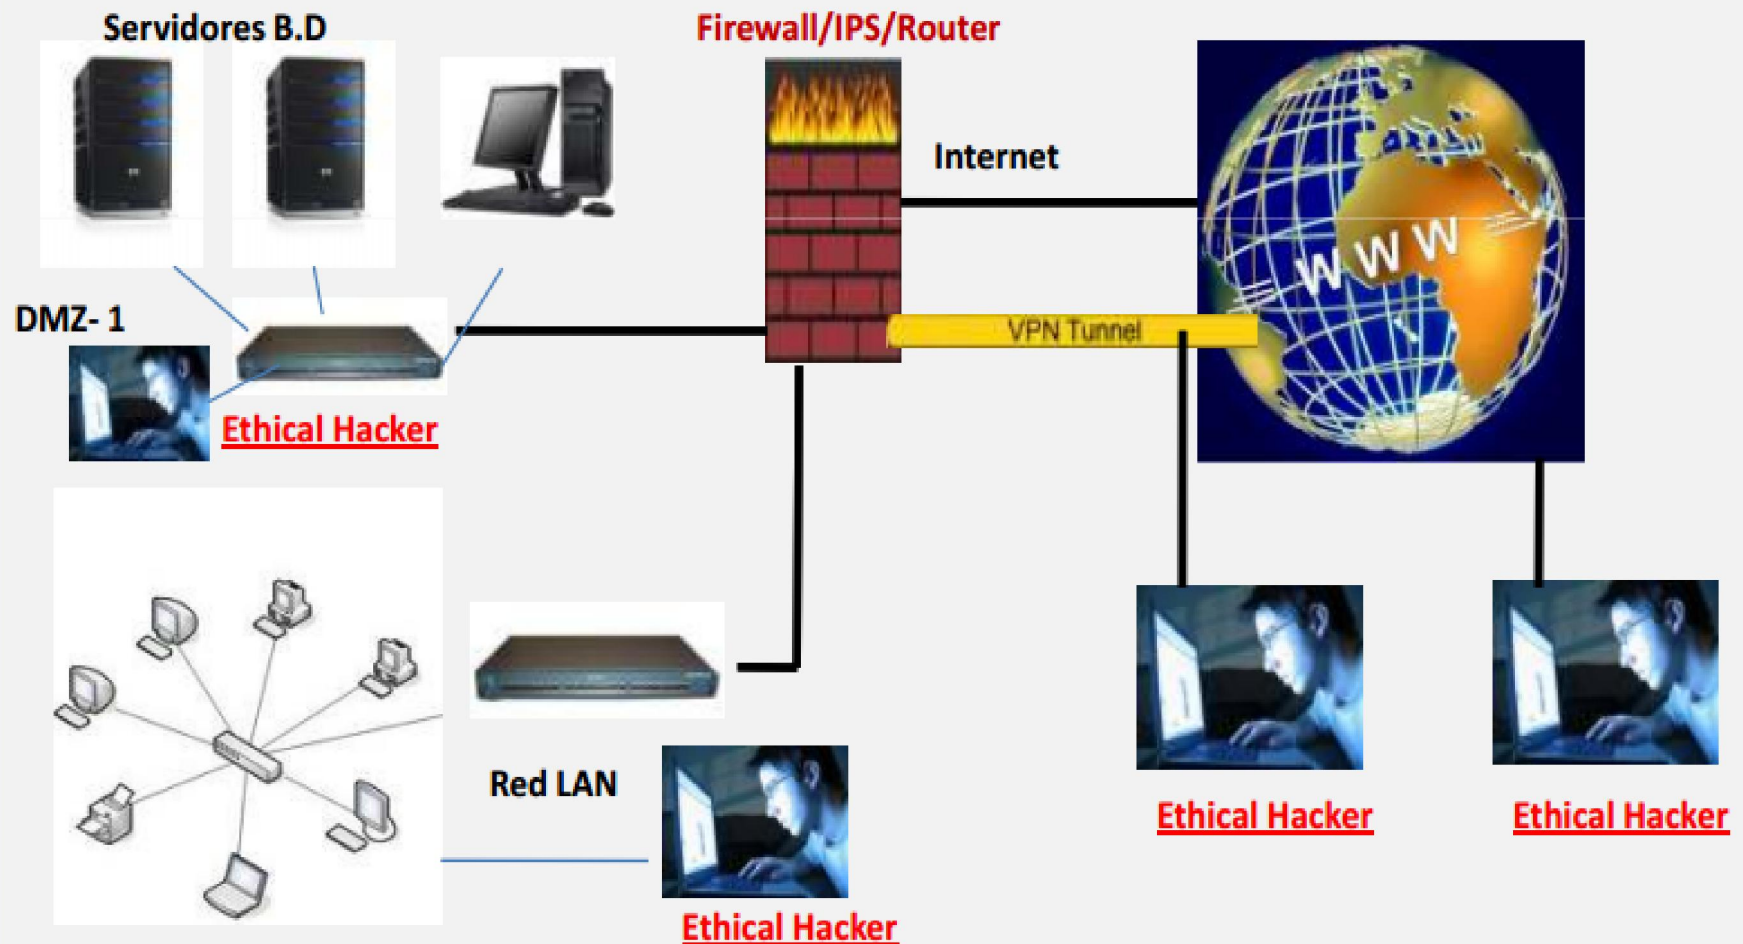 Servidores B.D
Firewall/IPS/Router
Internet
WWW
DMZ- 1
VPN Tunnel
Ethical Hacker
Red LAN
Ethical Hacker
Ethical Hacker
Ethical Hacker